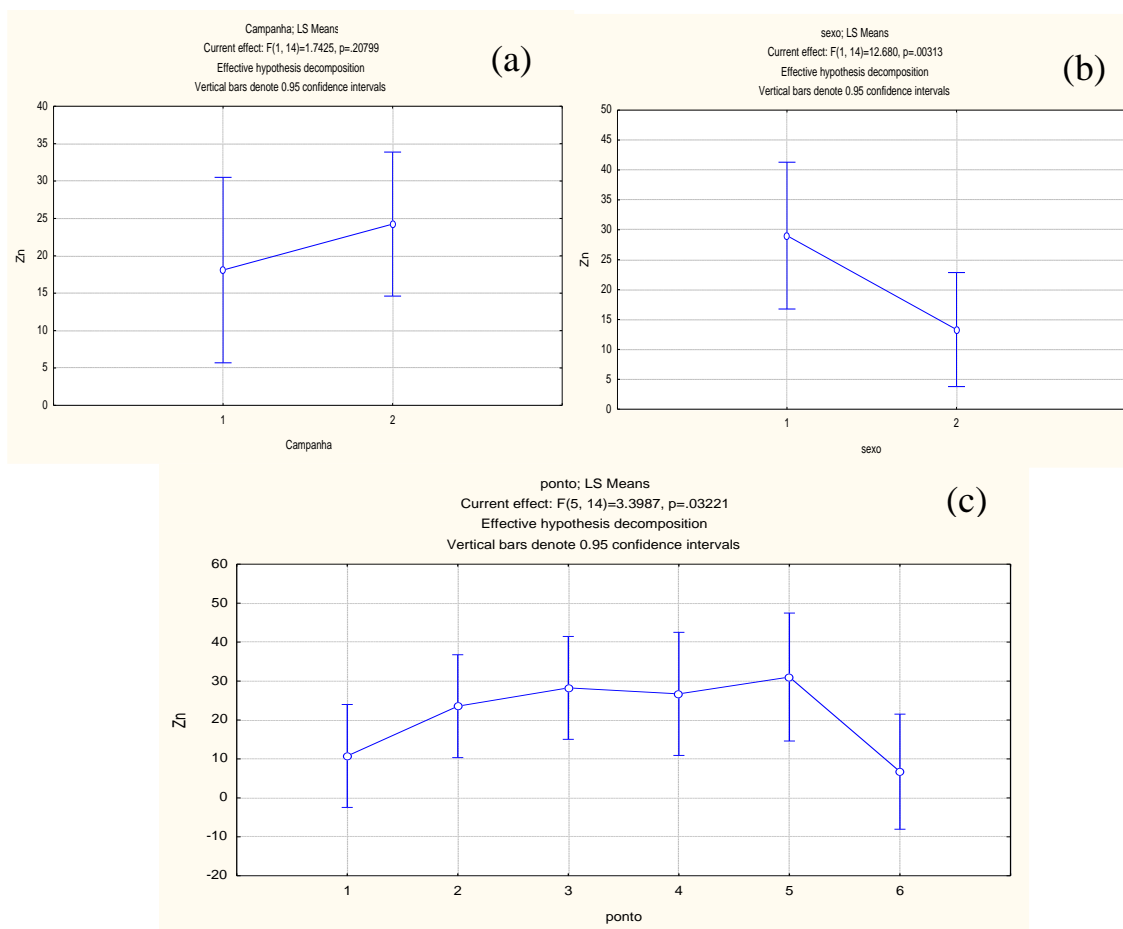 Campanha; LS Means
Current effect: F(1, 14)=1.7425, p=.20799
Effective hypothesis decomposition
Vertical bars denote 0.95 confidence intervals
(a)
40
35
30
25
20
15
10
5
0
Zn
1 2
Campanha
sexo; LS Means
Current effect: F(1, 14)=12.680, p=.00313
Effective hypothesis decomposition
Vertical bars denote 0.95 confidence intervals
(b)
50
45
40
35
30
25
20
15
10
5
0
Zn
1 2
sexo
ponto; LS Means
Current effect: F(5, 14)=3.3987, p=.03221
Effective hypothesis decomposition
Vertical bars denote 0.95 confidence intervals
(c)
60
50
40
30
20
10
0
-10
-20
Zn
1 2 3 4 5 6
ponto